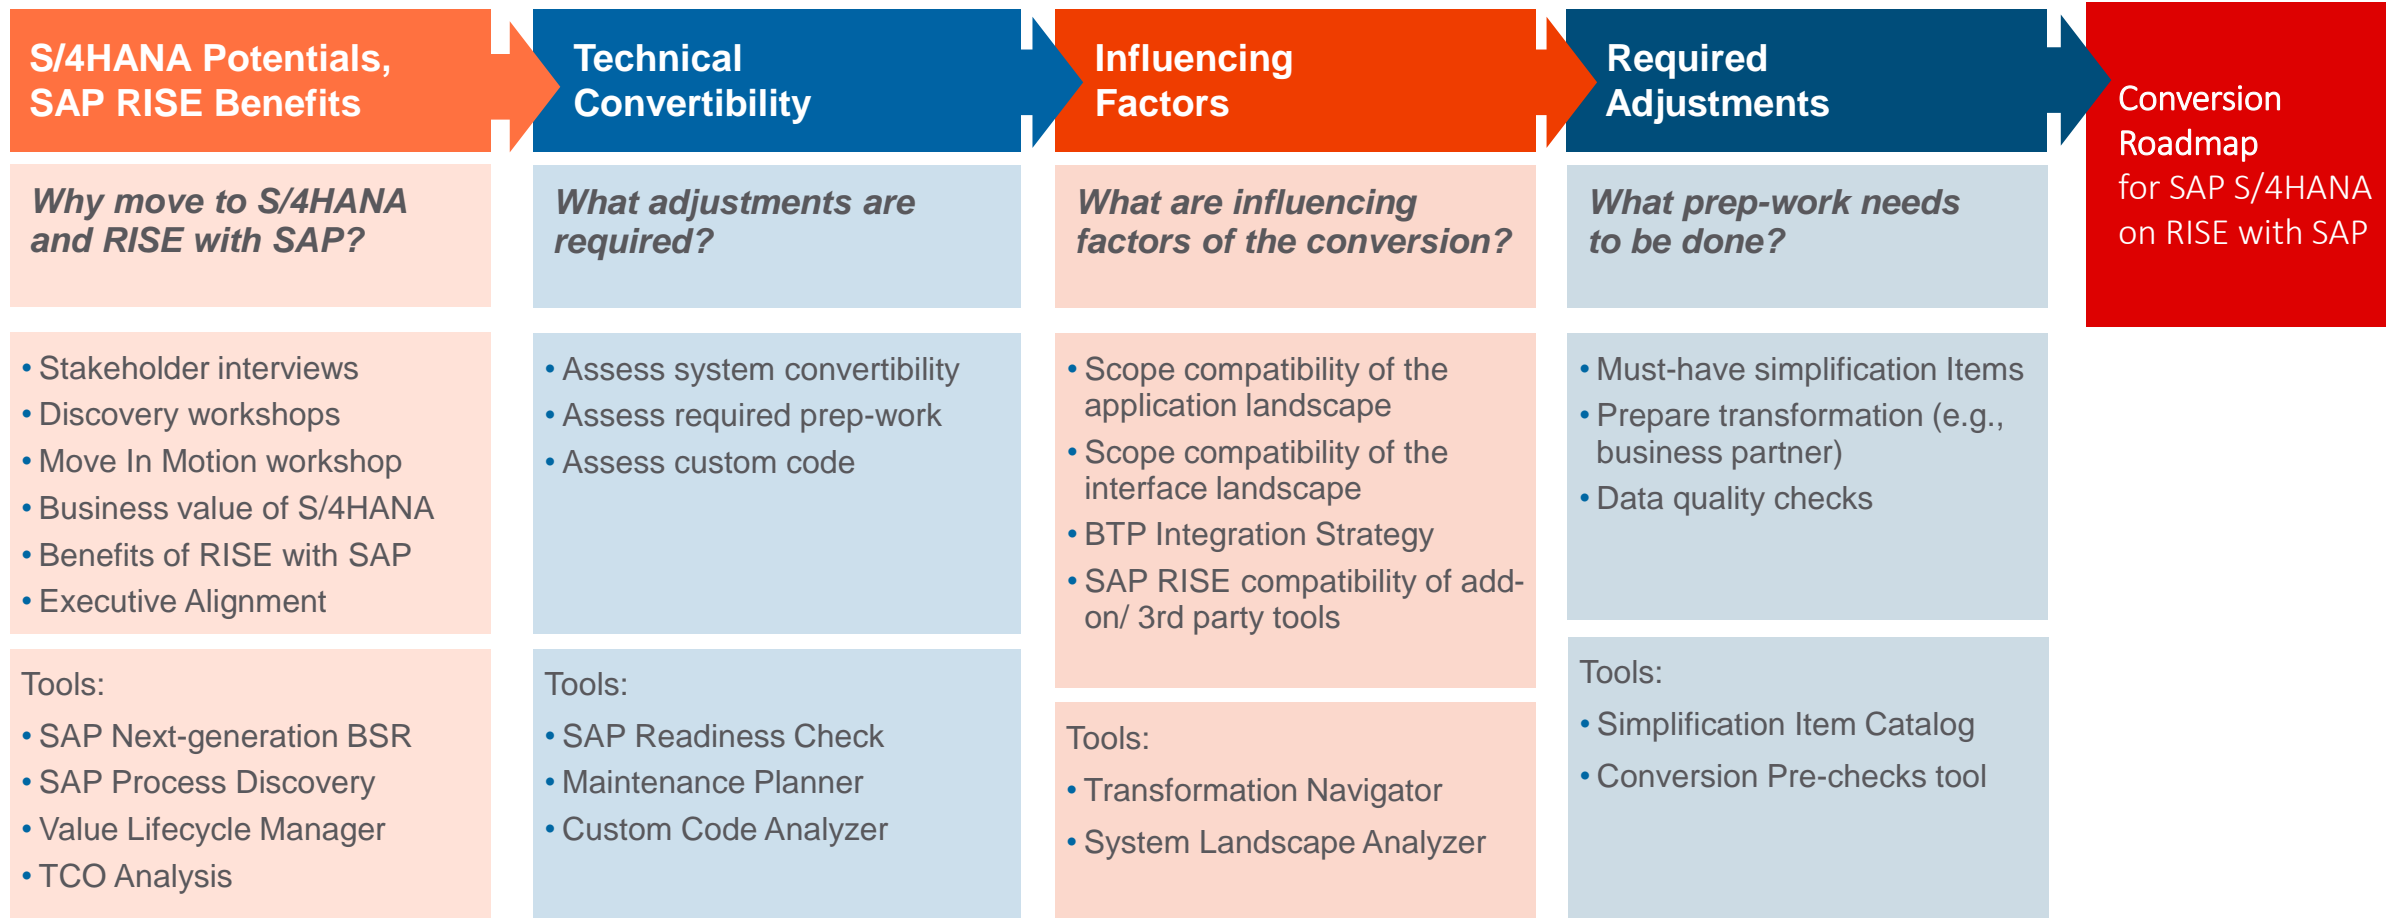 S/4HANA Potentials,
SAP RISE Benefits
Why move to S/4HANA
and RISE with SAP?
• Stakeholder interviews
• Discovery workshops
• Move In Motion workshop
• Business value of S/4HANA
• Benefits of RISE with SAP
• Executive Alignment
Tools:
• SAP Next-generation BSR
• SAP Process Discovery
• Value Lifecycle Manager
• TCO Analysis
Technical
Convertibility
What adjustments are
required?
• Assess system convertibility
• Assess required prep-work
• Assess custom code
Tools:
• SAP Readiness Check
• Maintenance Planner
• Custom Code Analyzer
Influencing
Factors
What are influencing
factors of the conversion?
• Scope compatibility of the
application landscape
• Scope compatibility of the
interface landscape
• BTP Integration Strategy
• SAP RISE compatibility of add-
on/ 3rd party tools
Tools:
• Transformation Navigator
• System Landscape Analyzer
Required
Adjustments
What prep-work needs
to be done?
• Must-have simplification Items
• Prepare transformation (e.g.,
business partner)
• Data quality checks
Tools:
• Simplification Item Catalog
• Conversion Pre-checks tool
Conversion
Roadmap
for SAP S/4HANA
on RISE with SAP